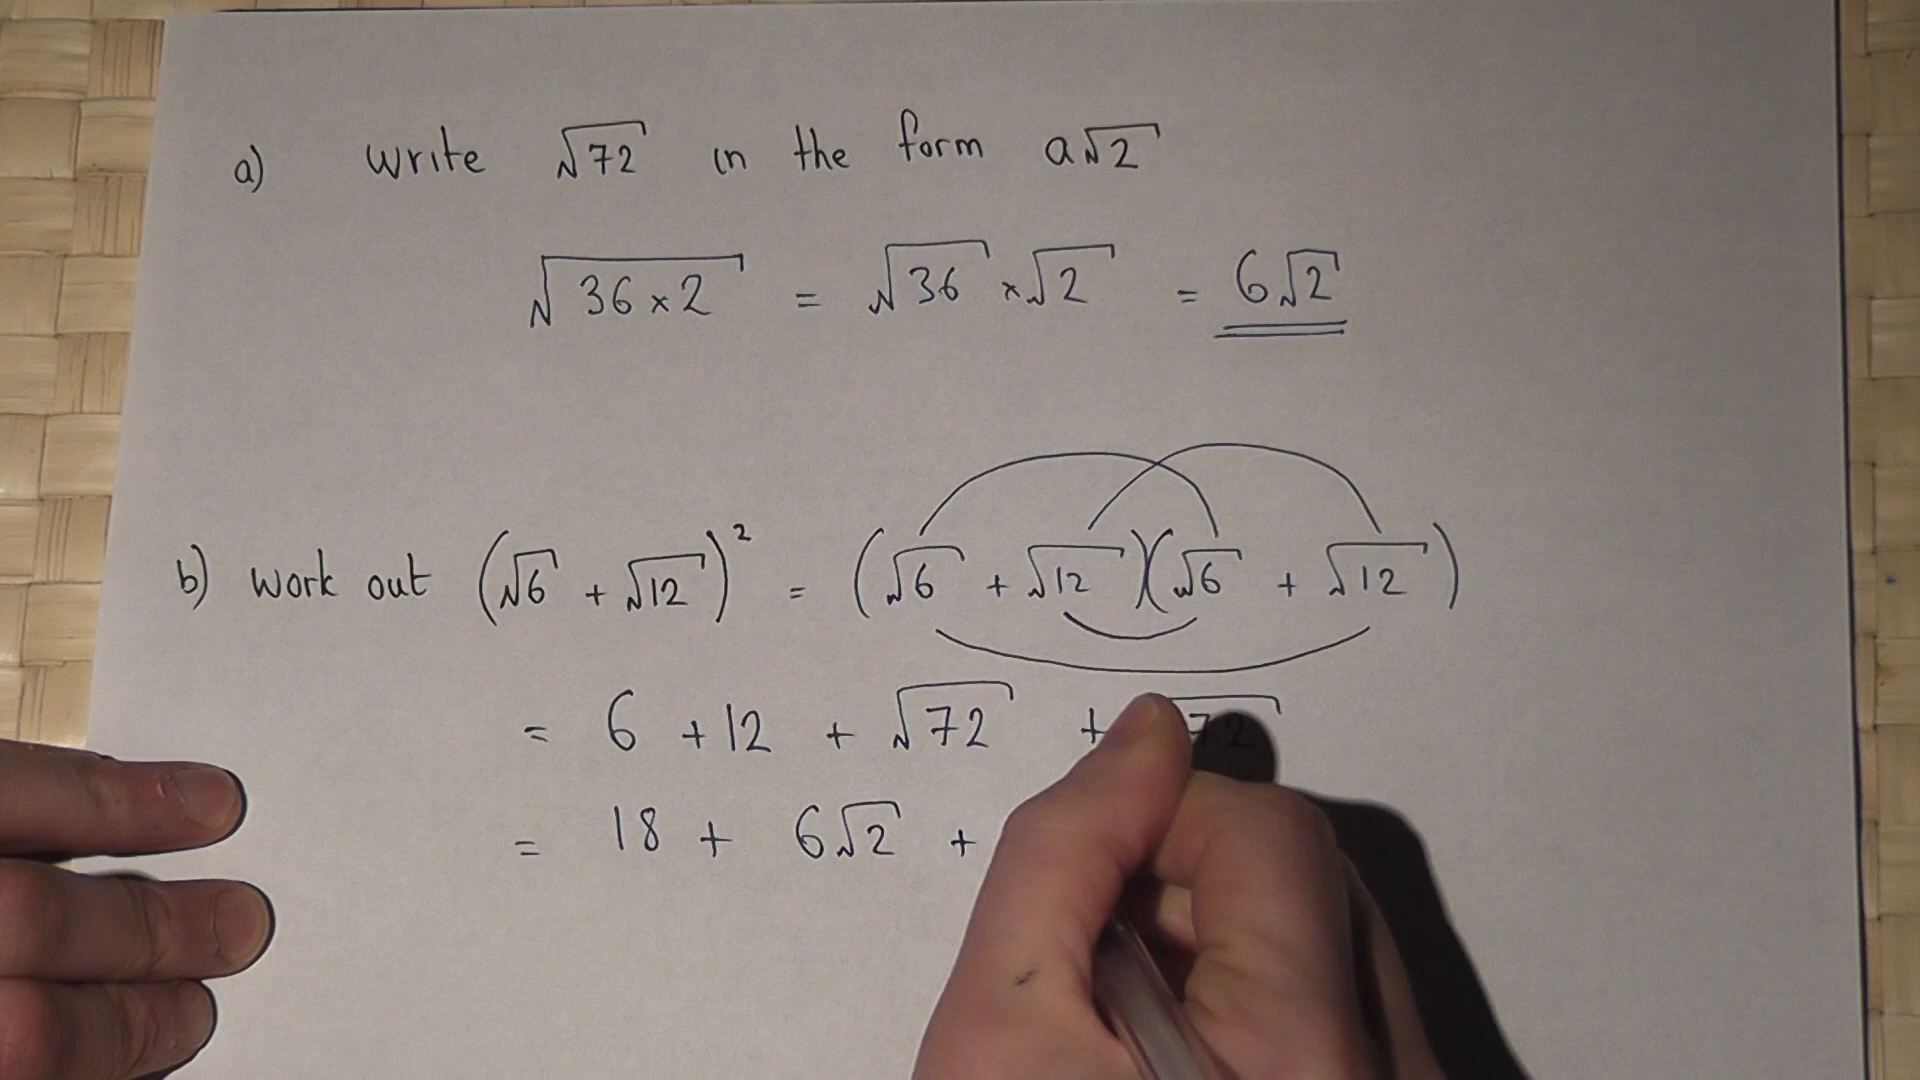 a) Write √72 in the form a√2
√36×2 = √36 × √2 = 6√2
b) Work out (√6 + √12)² = (√6 + √12)(√6 + √12)
= 6 + 12 + √72 + √72
= 18 + 6√2 +